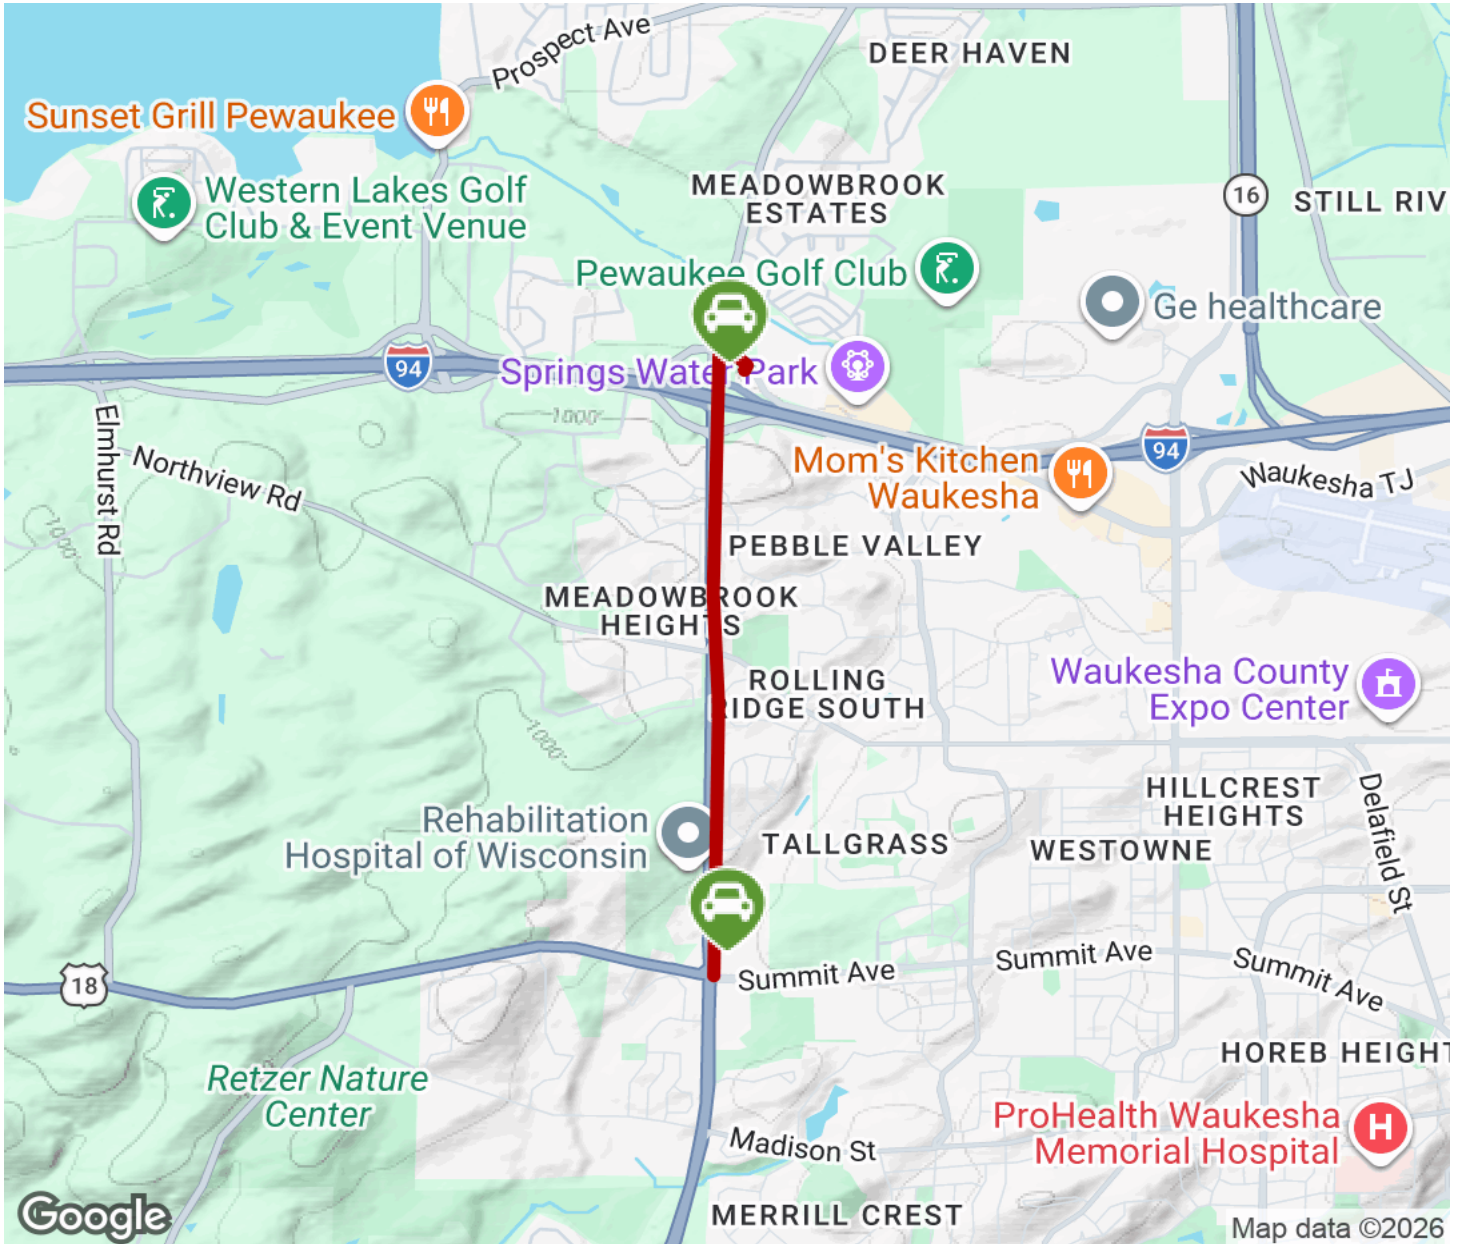 Prospect Ave
DEER HAVEN
Sunset Grill Pewaukee
Western Lakes Golf
Club & Event Venue
MEADOWBROOK
ESTATES
16
STILL RIV
Pewaukee Golf Club
Ge healthcare
94
Springs Water Park
1000'
Elmhurst Rd
Northview Rd
Mom's Kitchen
Waukesha
94
Waukesha TJ
1000'
PEBBLE VALLEY
MEADOWBROOK
HEIGHTS
ROLLING
RIDGE SOUTH
Waukesha County
Expo Center
1000'
HILLCREST
HEIGHTS
Delafield St
Rehabilitation
Hospital of Wisconsin
TALLGRASS
WESTOWNE
18
Summit Ave
Summit Ave
Summit Ave
HOREB HEIGHT
Retzer Nature
Center
ProHealth Waukesha
Memorial Hospital
H
Madison St
MERRILL CREST
Google
Map data ©2026